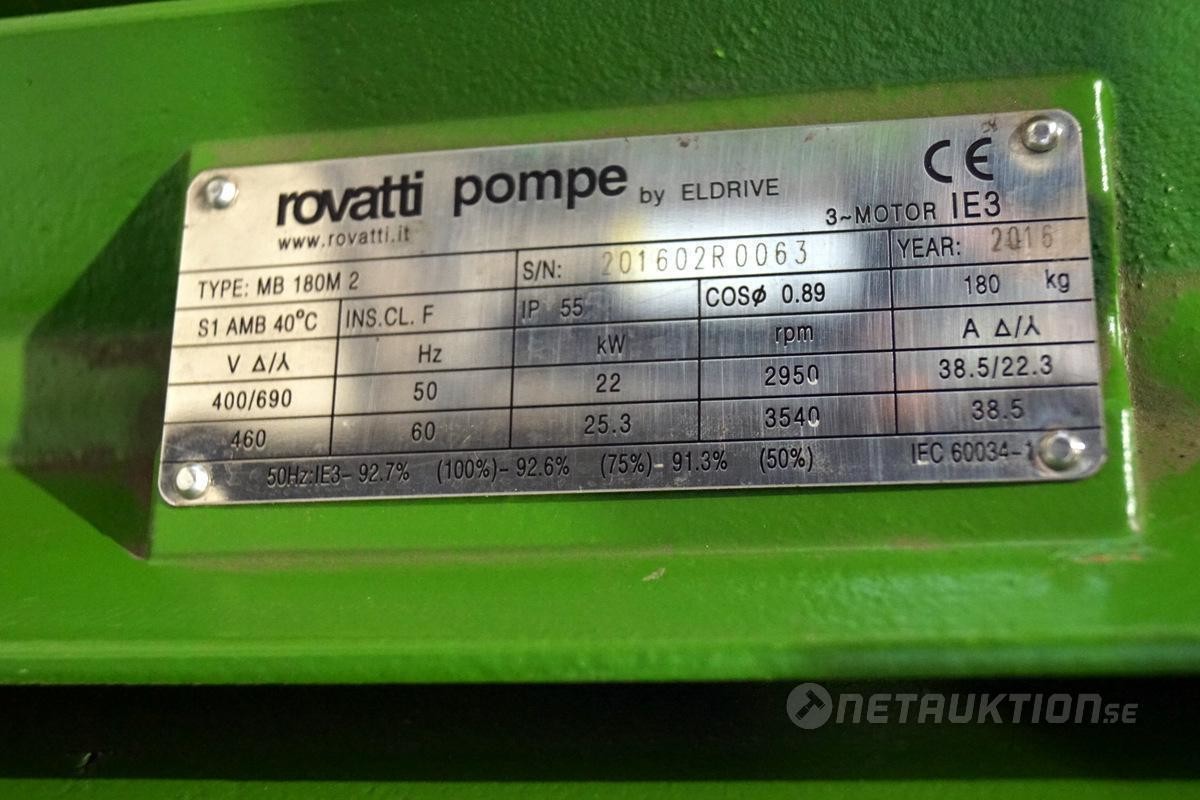 rovatti pompe by ELDRIVE CE
www.rovatti.it 3~MOTOR IE3
TYPE: MB 180M 2 S/N: 201602R0063 YEAR: 2016
S1 AMB 40°C INS.CL. F IP 55 COSϕ 0.89 180 kg
V Δ/⅄ Hz kW rpm A Δ/⅄
400/690 50 22 2950 38.5/22.3
460 60 25.3 3540 38.5
50Hz:IE3- 92.7% (100%)- 92.6% (75%)- 91.3% (50%) IEC 60034-1
NETAUKTION.SE